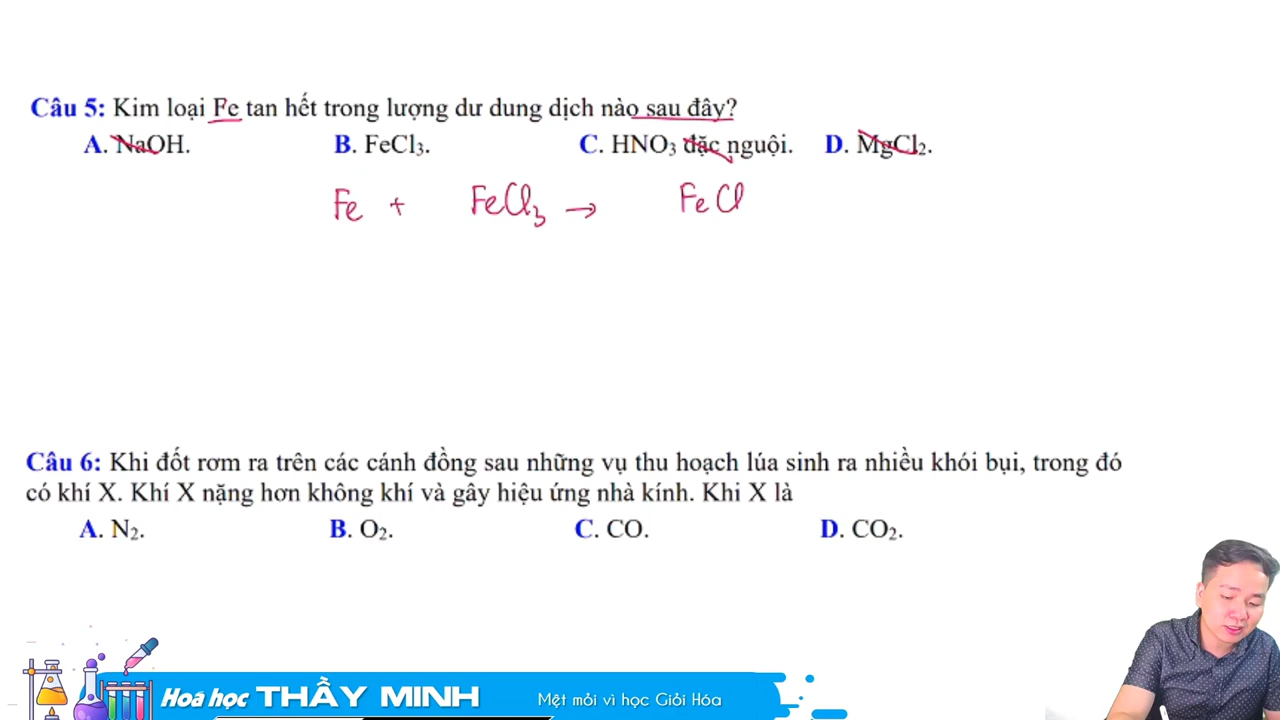 Câu 5: Kim loại Fe tan hết trong lượng dư dung dịch nào sau đây?
A. NaOH. B. FeCl₃. C. HNO₃ đặc nguội. D. MgCl₂.
Fe + FeCl₃ → FeCl
Câu 6: Khi đốt rơm ra trên các cánh đồng sau những vụ thu hoạch lúa sinh ra nhiều khói bụi, trong đó
có khí X. Khí X nặng hơn không khí và gây hiệu ứng nhà kính. Khi X là
A. N₂. B. O₂. C. CO. D. CO₂.
Hoá học THẦY MINH Mệt mỏi vì học Giỏi Hóa